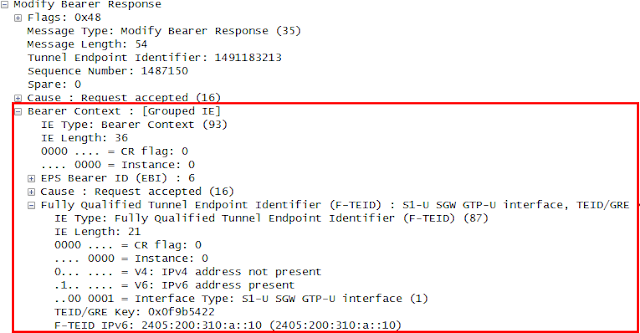 Modify Bearer Response
Flags: 0x48
Message Type: Modify Bearer Response (35)
Message Length: 54
Tunnel Endpoint Identifier: 1491183213
Sequence Number: 1487150
Spare: 0
Cause : Request accepted (16)
Bearer Context : [Grouped IE]
IE Type: Bearer Context (93)
IE Length: 36
0000 .... = CR flag: 0
.... 0000 = Instance: 0
EPS Bearer ID (EBI) : 6
Cause : Request accepted (16)
Fully Qualified Tunnel Endpoint Identifier (F-TEID) : S1-U SGW GTP-U interface, TEID/GRE
IE Type: Fully Qualified Tunnel Endpoint Identifier (F-TEID) (87)
IE Length: 21
0000 .... = CR flag: 0
.... 0000 = Instance: 0
0... .... = V4: IPv4 address not present
.1.. .... = V6: IPv6 address present
..00 0001 = Interface Type: S1-U SGW GTP-U interface (1)
TEID/GRE Key: 0x0f9b5422
F-TEID IPv6: 2405:200:310:a::10 (2405:200:310:a::10)